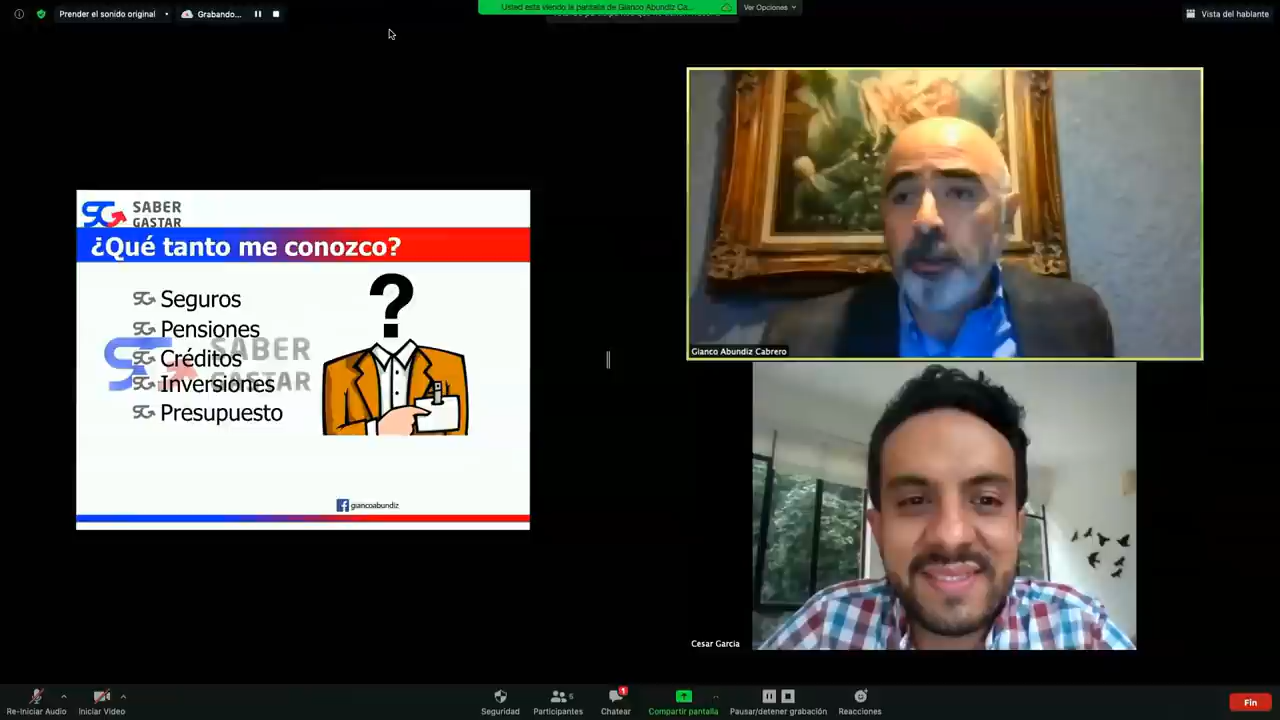 Prender el sonido original
Grabando...
Usted está viendo la pantalla de Gianco Abundiz Ca...
Ver Opciones
Vista del hablante
SABER
GASTAR
¿Qué tanto me conozco?
Seguros
Pensiones
Créditos
Inversiones
Presupuesto
SABER
GASTAR
?
giancoabundiz
Gianco Abundiz Cabrero
Cesar Garcia
Re-Iniciar Audio
Iniciar Video
Seguridad
Participantes
Chatear
1
Compartir pantalla
Pausar/detener grabación
Reacciones
Fin